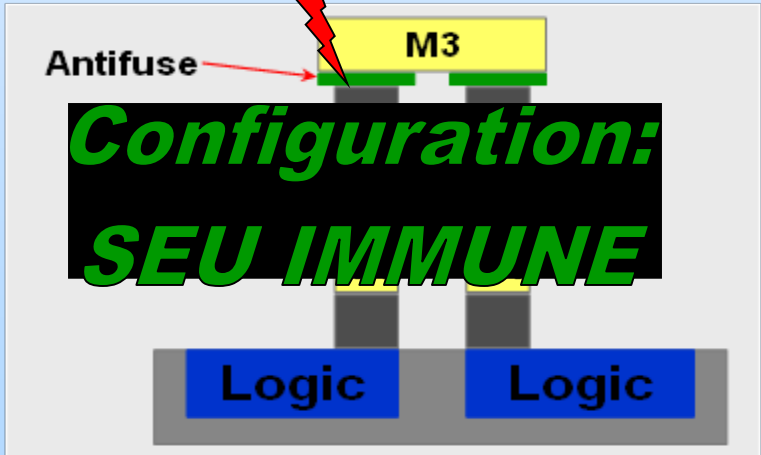 M3
Antifuse
Configuration:
SEU IMMUNE
Logic Logic